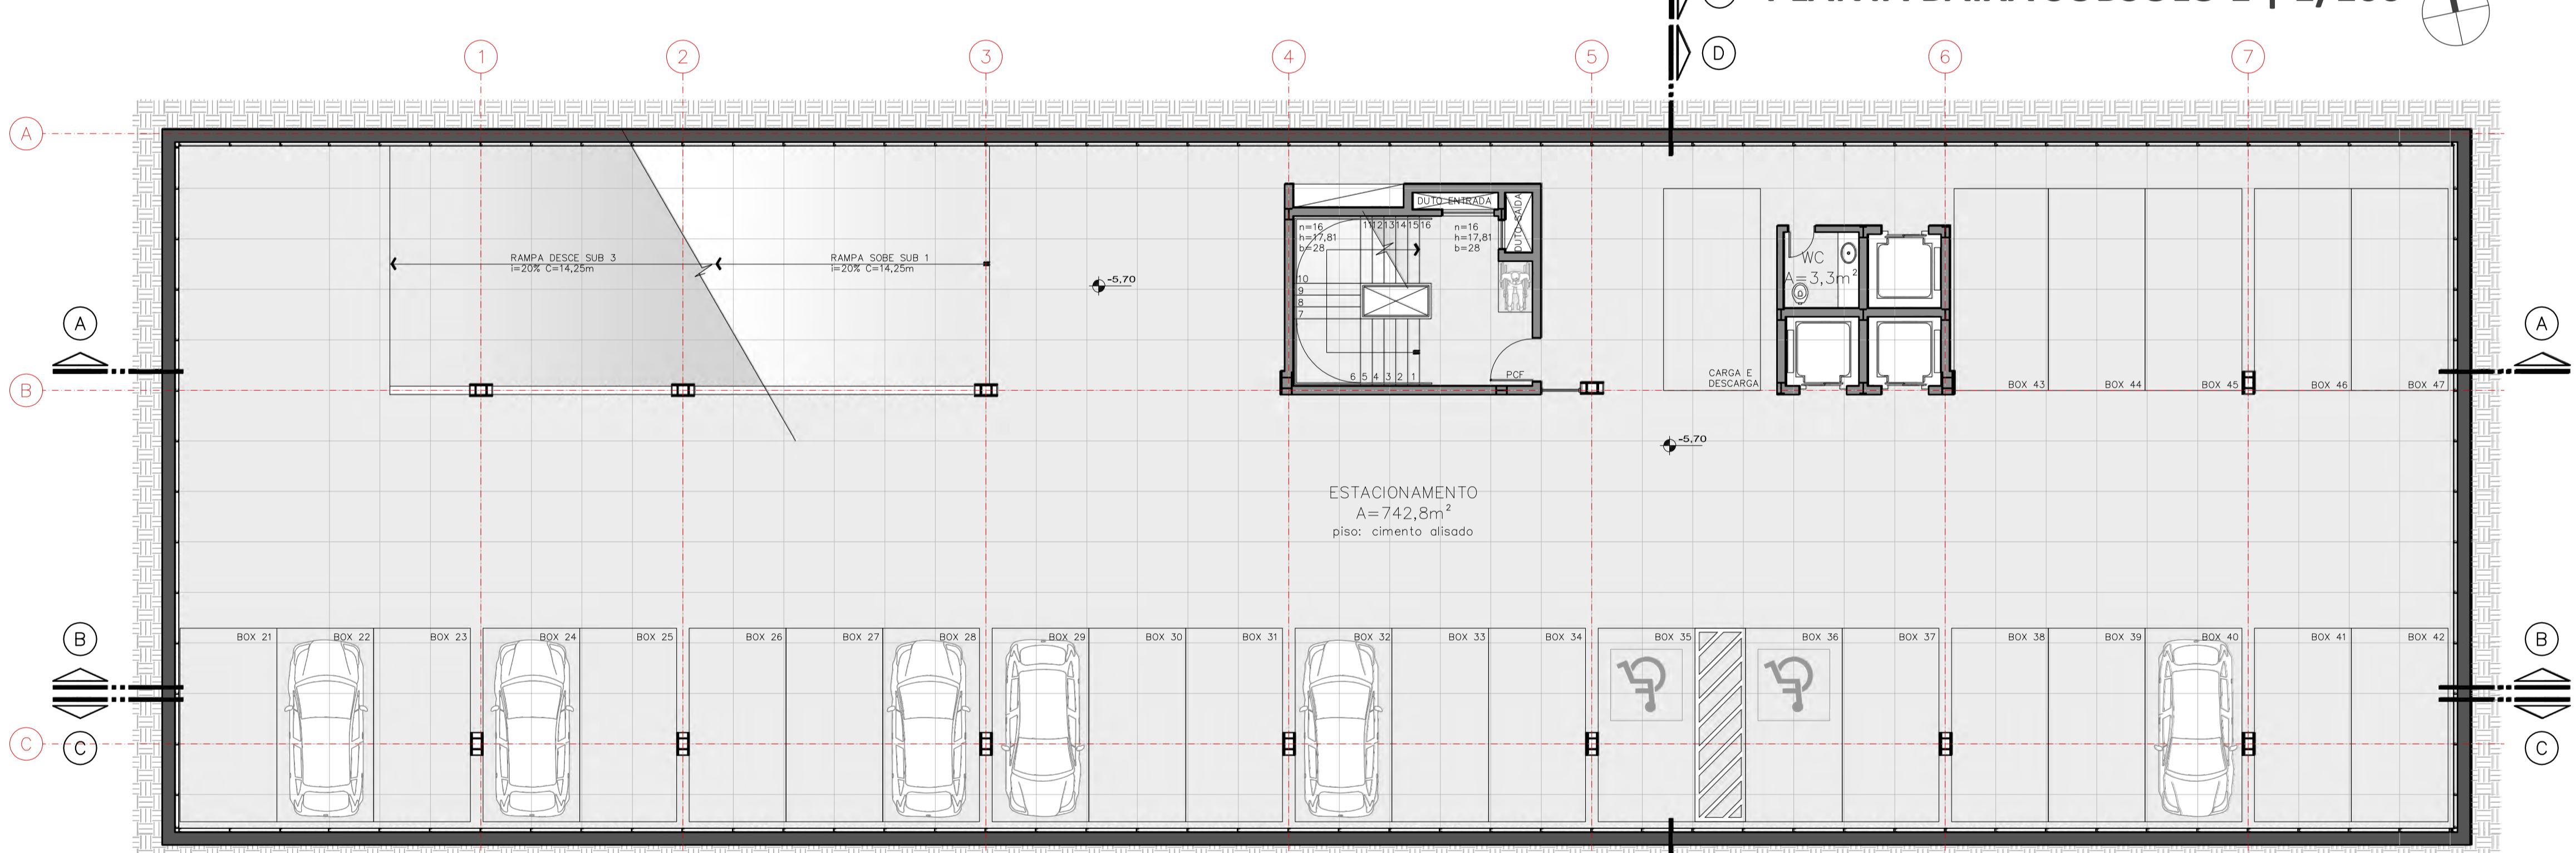 D
1
2
3
4
5
6
7
A
DUTO ENTRADA
DUTO SAÍDA
n=16
h=17,81
b=28
11 12 13 14 15 16
n=16
h=17,81
b=28
RAMPA DESCE SUB 3
i=20% C=14,25m
RAMPA SOBE SUB 1
i=20% C=14,25m
-5,70
WC
A=3,3m²
10
9
8
7
A
A
6 5 4 3 2 1
PCF
CARGA E
DESCARGA
B
BOX 43
BOX 44
BOX 45
BOX 46
BOX 47
-5,70
ESTACIONAMENTO
A=742,8m²
piso: cimento alisado
B
B
BOX 21
BOX 22
BOX 23
BOX 24
BOX 25
BOX 26
BOX 27
BOX 28
BOX 29
BOX 30
BOX 31
BOX 32
BOX 33
BOX 34
BOX 35
BOX 36
BOX 37
BOX 38
BOX 39
BOX 40
BOX 41
BOX 42
C
C
C